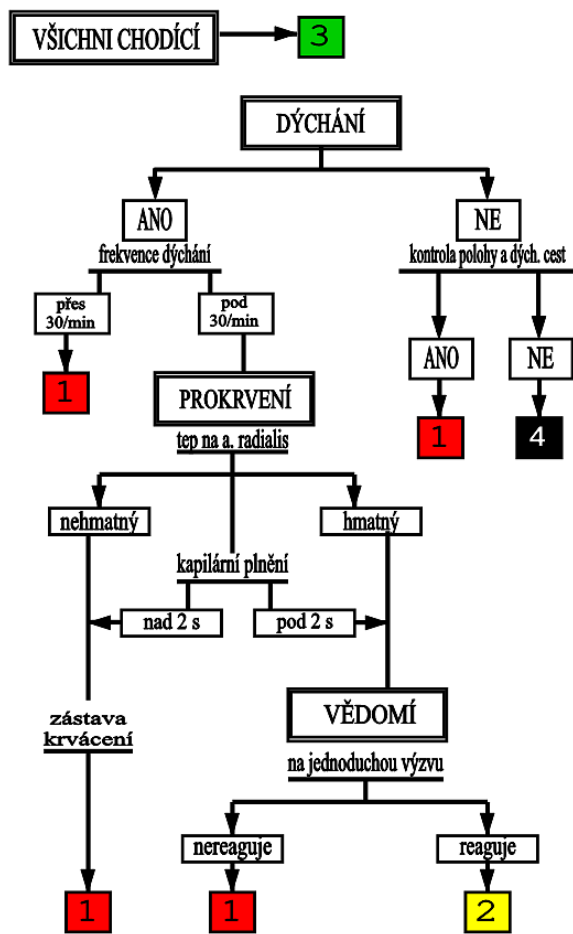 VŠICHNI CHODÍCÍ
3
DÝCHÁNÍ
ANO
NE
frekvence dýchání
kontrola polohy a dých. cest
přes
30/min
pod
30/min
ANO
NE
1
PROKRVENÍ
1
4
tep na a. radialis
nehmatný
hmatný
kapilární plnění
nad 2 s
pod 2 s
zástava
krvácení
VĚDOMÍ
na jednoduchou výzvu
nereaguje
reaguje
1
1
2